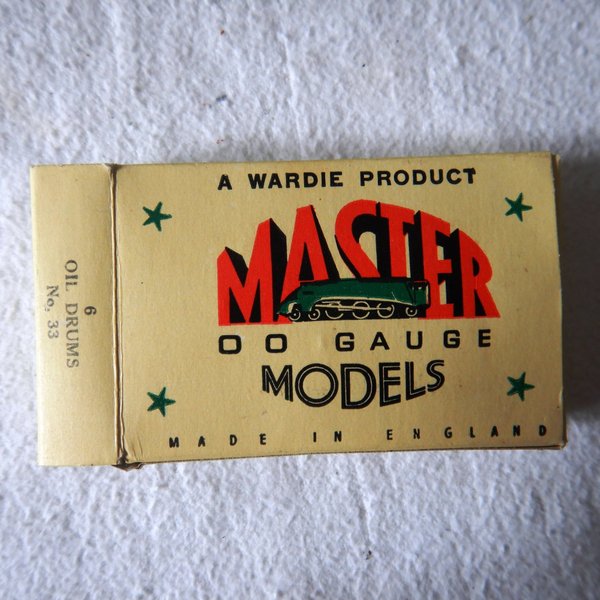 A WARDIE PRODUCT
MASTER
OO GAUGE
MODELS
MADE IN ENGLAND
6
OIL DRUMS
No. 33